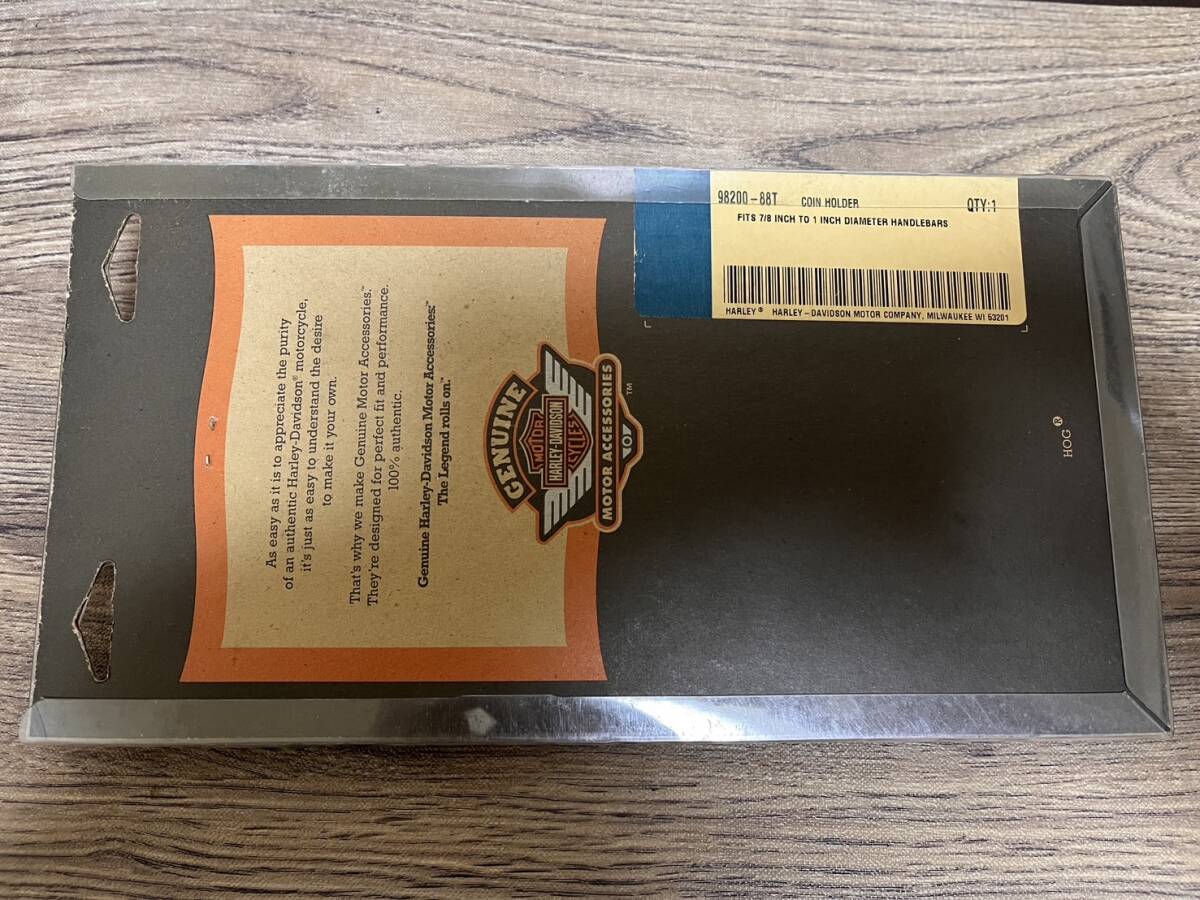 98200-88T COIN HOLDER QTY:1
FITS 7/8 INCH TO 1 INCH DIAMETER HANDLEBARS
HARLEY® HARLEY-DAVIDSON MOTOR COMPANY, MILWAUKEE WI 53201
As easy as it is to appreciate the purity
of an authentic Harley-Davidson® motorcycle,
it's just as easy to understand the desire
to make it your own.
That's why we make Genuine Motor Accessories.™
They're designed for perfect fit and performance.
100% authentic.
Genuine Harley-Davidson Motor Accessories.™
The Legend rolls on.™
GENUINE
MOTOR
HARLEY-DAVIDSON
CYCLES
MOTOR ACCESSORIES
TM
HOG®